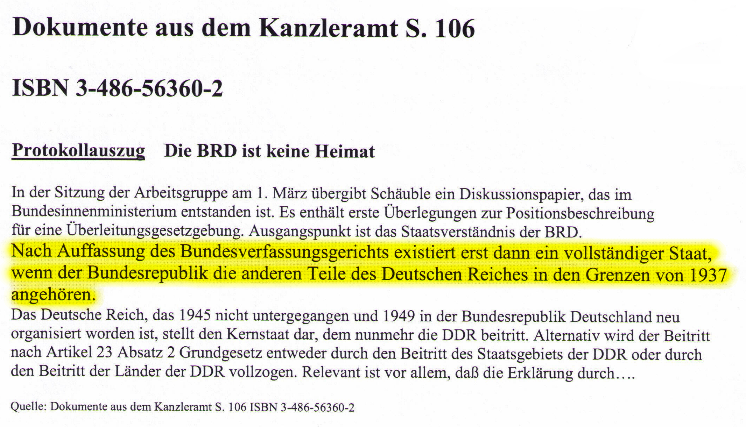 Dokumente aus dem Kanzleramt S. 106
ISBN 3-486-56360-2
Protokollauszug Die BRD ist keine Heimat
In der Sitzung der Arbeitsgruppe am 1. März übergibt Schäuble ein Diskussionspapier, das im
Bundesinnenministerium entstanden ist. Es enthält erste Überlegungen zur Positionsbeschreibung
für eine Überleitungsgesetzgebung. Ausgangspunkt ist das Staatsverständnis der BRD.
Nach Auffassung des Bundesverfassungsgerichts existiert erst dann ein vollständiger Staat,
wenn der Bundesrepublik die anderen Teile des Deutschen Reiches in den Grenzen von 1937
angehören.
Das Deutsche Reich, das 1945 nicht untergegangen und 1949 in der Bundesrepublik Deutschland neu
organisiert worden ist, stellt den Kernstaat dar, dem nunmehr die DDR beitritt. Alternativ wird der Beitritt
nach Artikel 23 Absatz 2 Grundgesetz entweder durch den Beitritt des Staatsgebiets der DDR oder durch
den Beitritt der Länder der DDR vollzogen. Relevant ist vor allem, daß die Erklärung durch….
Quelle: Dokumente aus dem Kanzleramt S. 106 ISBN 3-486-56360-2